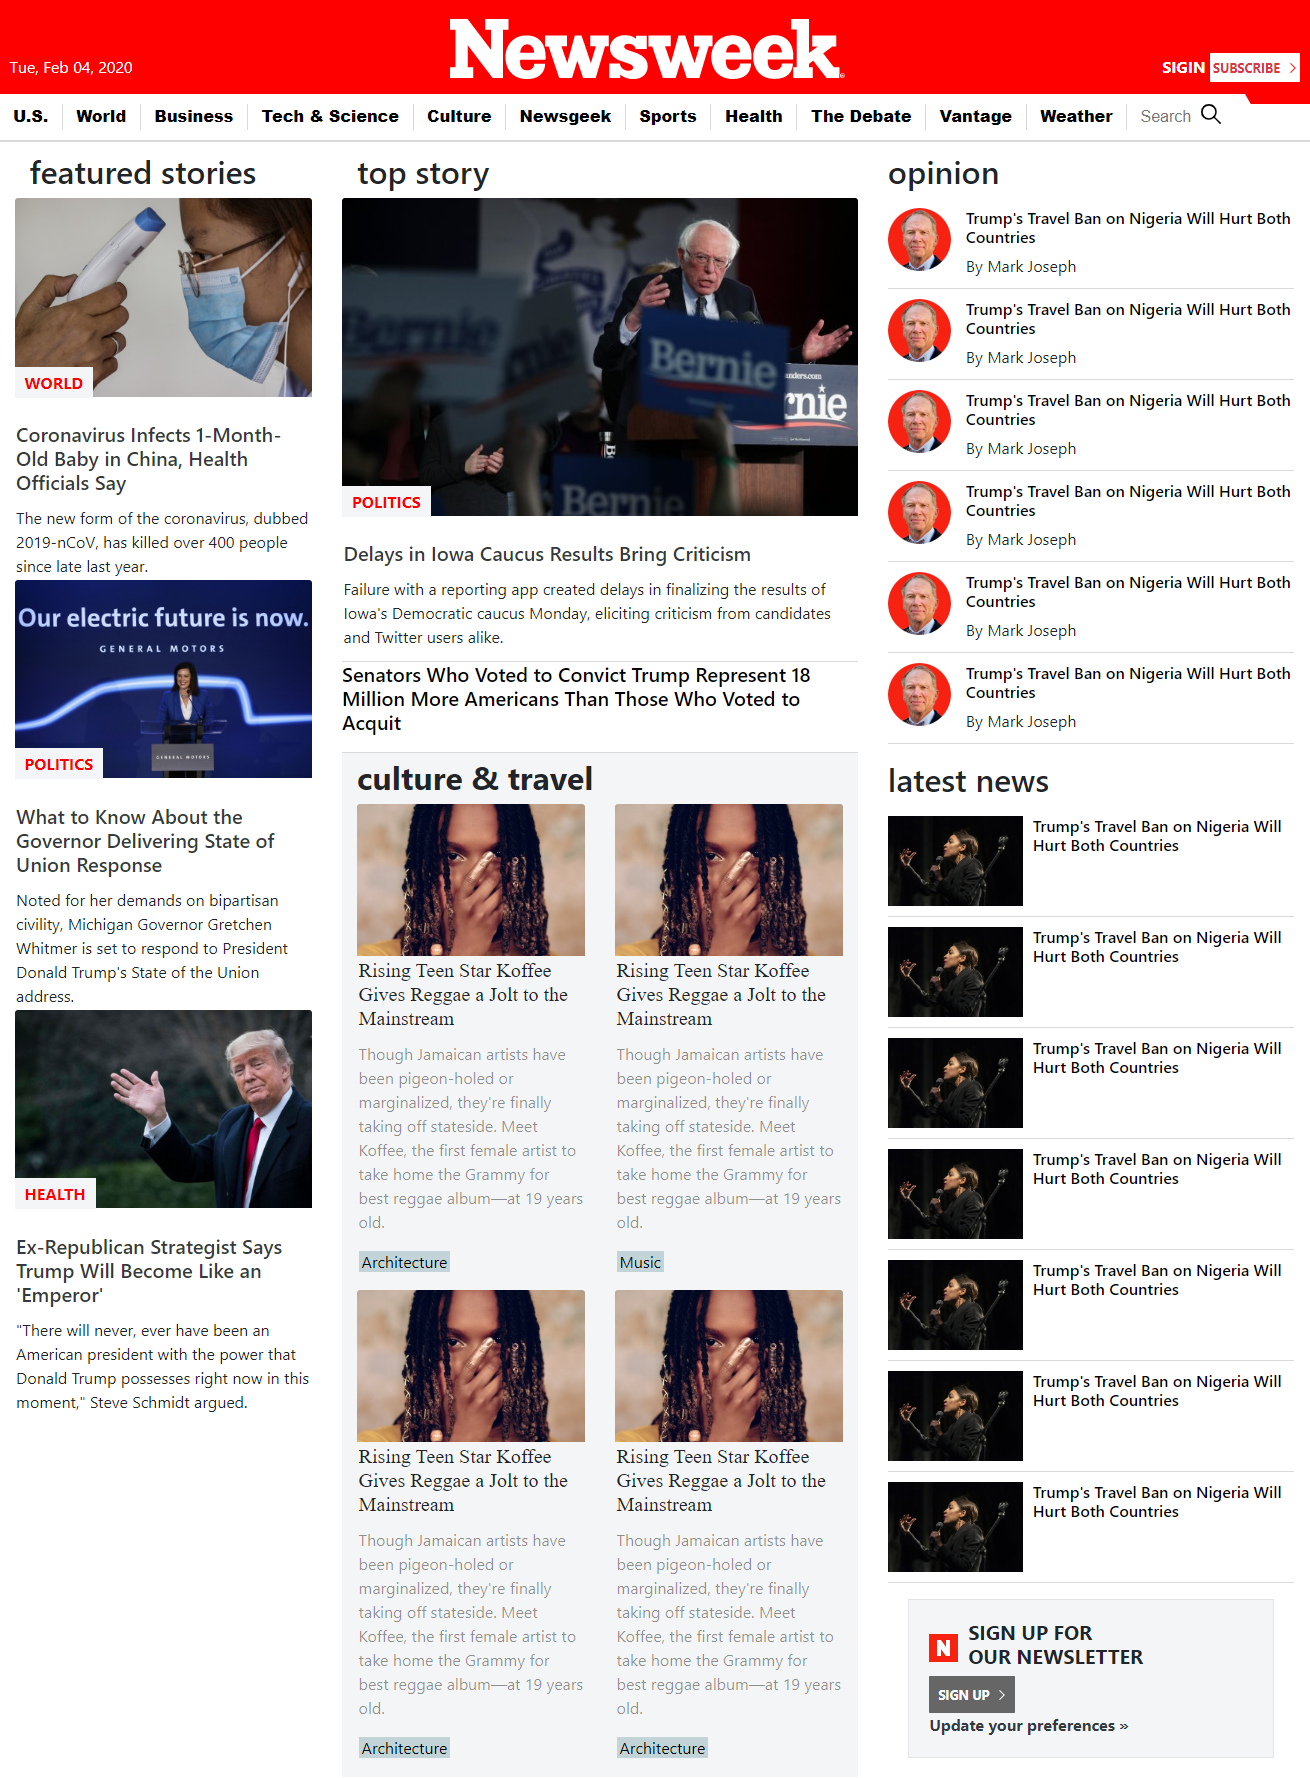 Newsweek
Tue, Feb 04, 2020
SIGIN SUBSCRIBE >
U.S. World Business Tech & Science Culture Newsgeek Sports Health The Debate Vantage Weather Search
featured stories
WORLD
Coronavirus Infects 1-Month-
Old Baby in China, Health
Officials Say
The new form of the coronavirus, dubbed
2019-nCoV, has killed over 400 people
since late last year.
Our electric future is now.
GENERAL MOTORS
GENERAL MOTORS
POLITICS
What to Know About the
Governor Delivering State of
Union Response
Noted for her demands on bipartisan
civility, Michigan Governor Gretchen
Whitmer is set to respond to President
Donald Trump's State of the Union
address.
HEALTH
Ex-Republican Strategist Says
Trump Will Become Like an
'Emperor'
"There will never, ever have been an
American president with the power that
Donald Trump possesses right now in this
moment," Steve Schmidt argued.
top story
Bernie
Bernie
Bernie
POLITICS
Delays in Iowa Caucus Results Bring Criticism
Failure with a reporting app created delays in finalizing the results of
Iowa's Democratic caucus Monday, eliciting criticism from candidates
and Twitter users alike.
Senators Who Voted to Convict Trump Represent 18
Million More Americans Than Those Who Voted to
Acquit
culture & travel
Rising Teen Star Koffee
Gives Reggae a Jolt to the
Mainstream
Though Jamaican artists have
been pigeon-holed or
marginalized, they're finally
taking off stateside. Meet
Koffee, the first female artist to
take home the Grammy for
best reggae album—at 19 years
old.
Architecture
Rising Teen Star Koffee
Gives Reggae a Jolt to the
Mainstream
Though Jamaican artists have
been pigeon-holed or
marginalized, they're finally
taking off stateside. Meet
Koffee, the first female artist to
take home the Grammy for
best reggae album—at 19 years
old.
Music
Rising Teen Star Koffee
Gives Reggae a Jolt to the
Mainstream
Though Jamaican artists have
been pigeon-holed or
marginalized, they're finally
taking off stateside. Meet
Koffee, the first female artist to
take home the Grammy for
best reggae album—at 19 years
old.
Architecture
Rising Teen Star Koffee
Gives Reggae a Jolt to the
Mainstream
Though Jamaican artists have
been pigeon-holed or
marginalized, they're finally
taking off stateside. Meet
Koffee, the first female artist to
take home the Grammy for
best reggae album—at 19 years
old.
Architecture
opinion
Trump's Travel Ban on Nigeria Will Hurt Both
Countries
By Mark Joseph
Trump's Travel Ban on Nigeria Will Hurt Both
Countries
By Mark Joseph
Trump's Travel Ban on Nigeria Will Hurt Both
Countries
By Mark Joseph
Trump's Travel Ban on Nigeria Will Hurt Both
Countries
By Mark Joseph
Trump's Travel Ban on Nigeria Will Hurt Both
Countries
By Mark Joseph
Trump's Travel Ban on Nigeria Will Hurt Both
Countries
By Mark Joseph
latest news
Trump's Travel Ban on Nigeria Will
Hurt Both Countries
Trump's Travel Ban on Nigeria Will
Hurt Both Countries
Trump's Travel Ban on Nigeria Will
Hurt Both Countries
Trump's Travel Ban on Nigeria Will
Hurt Both Countries
Trump's Travel Ban on Nigeria Will
Hurt Both Countries
Trump's Travel Ban on Nigeria Will
Hurt Both Countries
Trump's Travel Ban on Nigeria Will
Hurt Both Countries
N
SIGN UP FOR
OUR NEWSLETTER
SIGN UP >
Update your preferences »